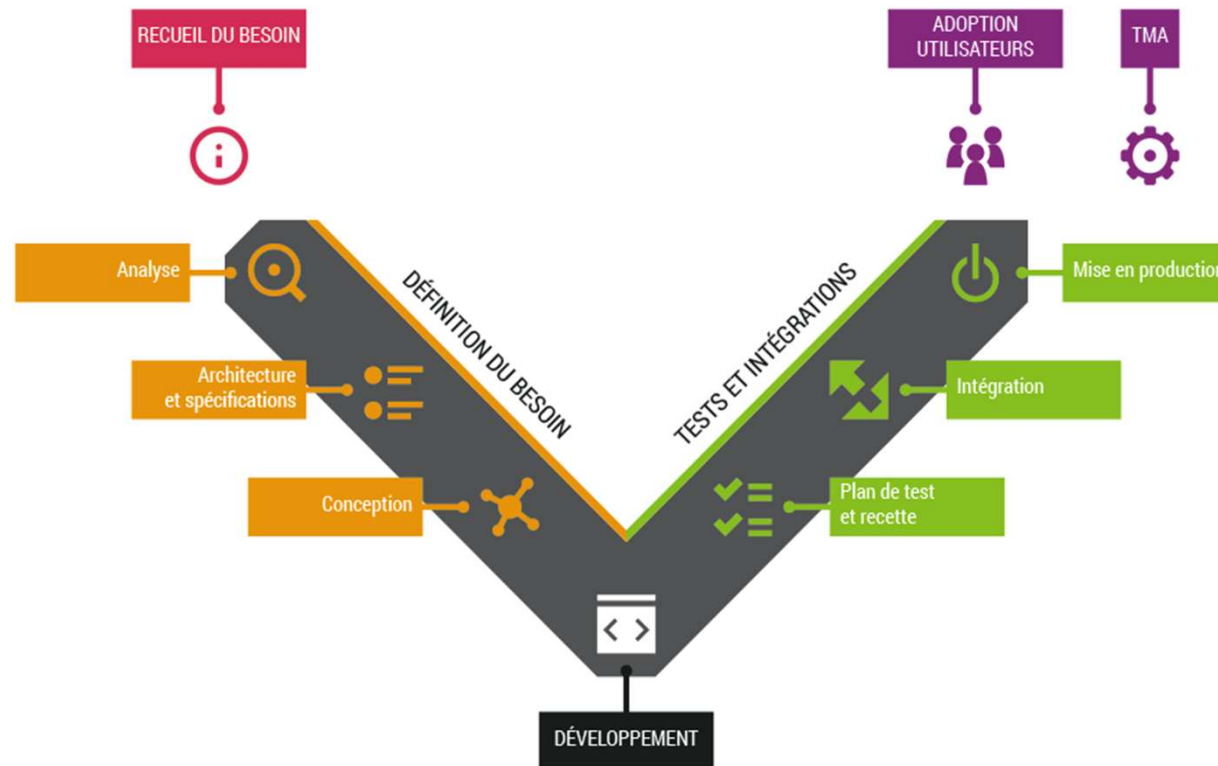 RECUEIL DU BESOIN
ADOPTION
UTILISATEURS
TMA
Analyse
DÉFINITION DU BESOIN
TESTS ET INTÉGRATIONS
Mise en production
Architecture
et spécifications
Intégration
Conception
Plan de test
et recette
DÉVELOPPEMENT